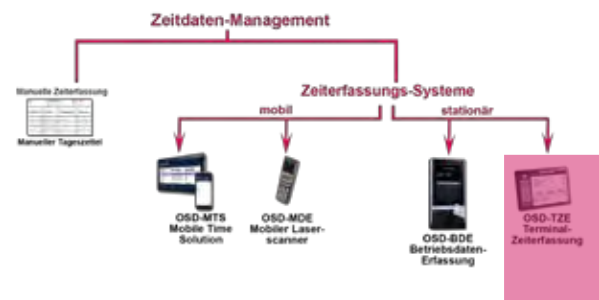 Zeitdaten-Management
Manuelle Zeiterfassung
Manueller Tageszettel
Zeiterfassungs-Systeme
mobil
stationär
OSD-MTS
Mobile Time
Solution
OSD-MDE
Mobiler Laser-
scanner
OSD-BDE
Betriebsdaten-
Erfassung
OSD-TZE
Terminal-
Zeiterfassung